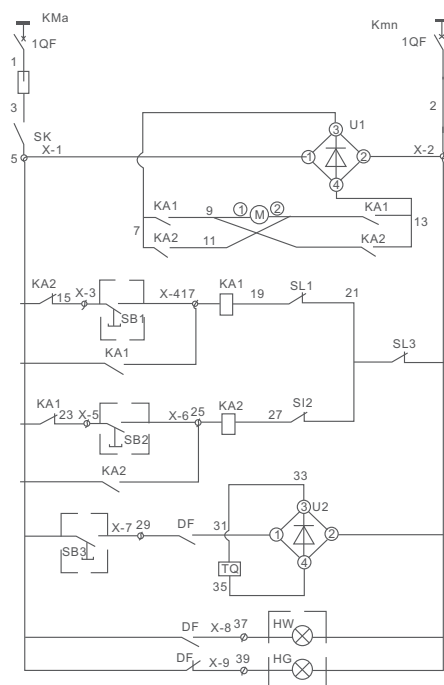 KMa
Kmn
1QF
1QF
1
3
2
SK
5
X-1
X-2
U1
3
1
2
4
KA1
9
1
M
2
KA1
7
13
KA2
11
KA2
KA2
15
X-3
X-417
KA1
19
SL1
21
SB1
SL3
KA1
KA1
23
X-5
X-6
25
KA2
27
SI2
SB2
KA2
33
U2
3
X-7
29
DF
31
1
2
SB3
TQ
4
35
DF
X-8
37
HW
DF
X-9
39
HG